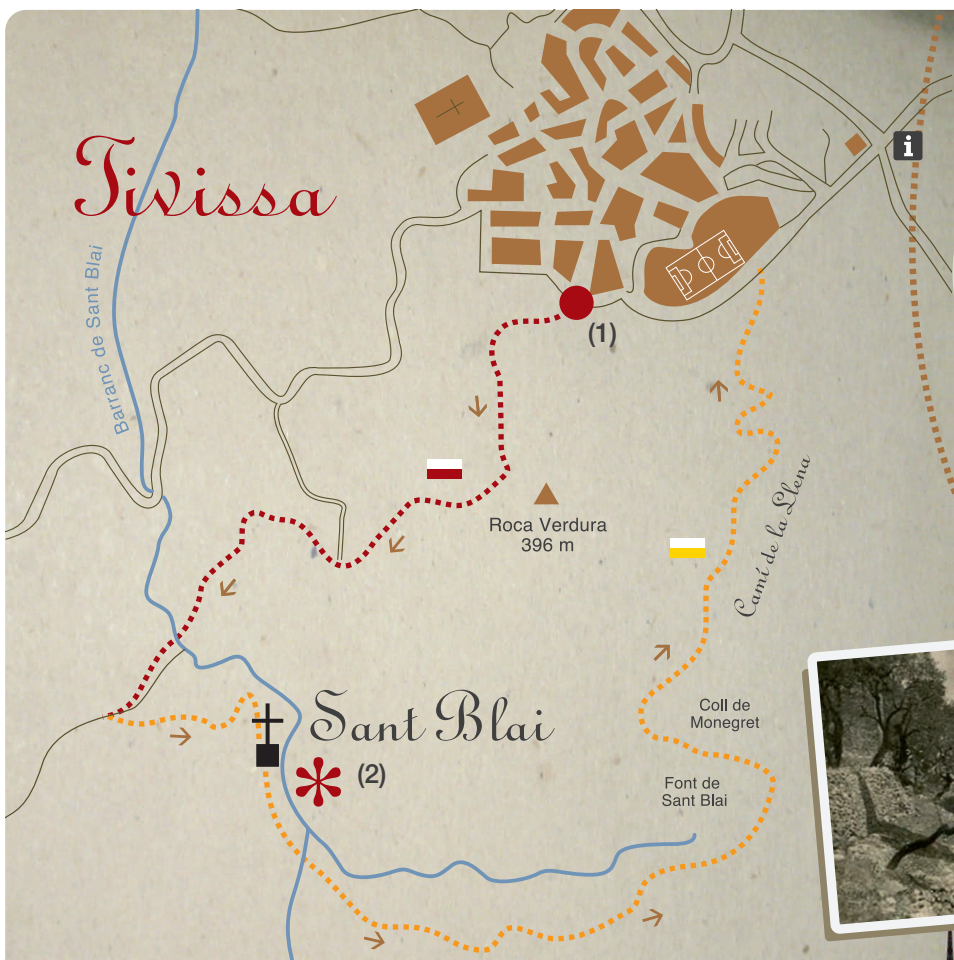 Tivissa
i
Barranc de Sant Blai
(1)
Roca Verdura
396 m
Camí de la Llena
Sant Blai
(2)
Coll de
Monegret
Font de
Sant Blai